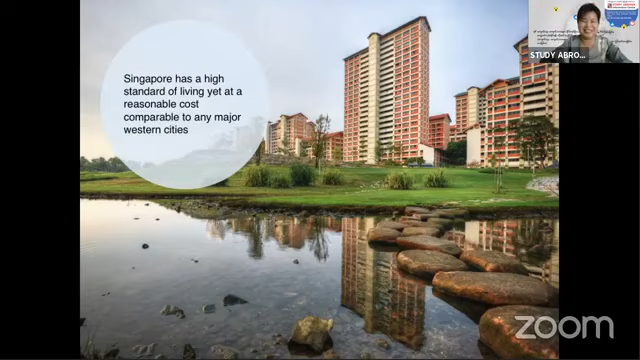 Singapore has a high
standard of living yet at a
reasonable cost
comparable to any major
western cities
STUDY ABRO...
zoom